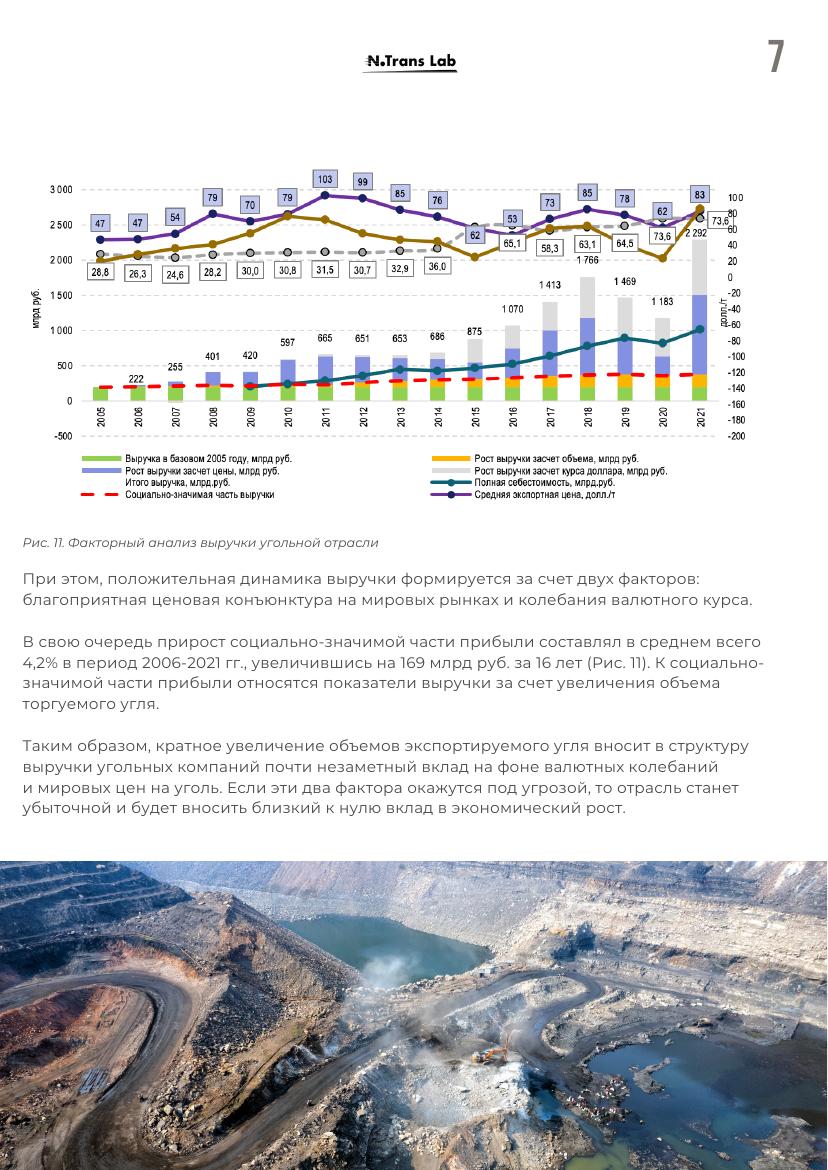 7
N.Trans Lab
3 000
2 500
2 000
1 500
1 000
500
0
-500
млрд руб.
47 47 54 79 70 79 103 99 85 76 62 53 73 85 78 62 83
28,8 26,3 24,6 28,2 30,0 30,8 31,5 30,7 32,9 36,0 65,1 58,3 63,1 64,5 73,6 73,6
222 255 401 420 597 665 651 653 686 875 1 070 1 413 1 766 1 469 1 183 2 292
2005 2006 2007 2008 2009 2010 2011 2012 2013 2014 2015 2016 2017 2018 2019 2020 2021
100
80
60
40
20
0
-20
-40
-60
-80
-100
-120
-140
-160
-180
-200
долл./т
Выручка в базовом 2005 году, млрд руб.
Рост выручки засчет объема, млрд руб.
Рост выручки засчет цены, млрд руб.
Рост выручки засчет курса доллара, млрд руб.
Итого выручка, млрд.руб.
Полная себестоимость, млрд.руб.
Социально-значимая часть выручки
Средняя экспортная цена, долл./т
Рис. 11. Факторный анализ выручки угольной отрасли
При этом, положительная динамика выручки формируется за счет двух факторов:
благоприятная ценовая конъюнктура на мировых рынках и колебания валютного курса.
В свою очередь прирост социально-значимой части прибыли составлял в среднем всего
4,2% в период 2006-2021 гг., увеличившись на 169 млрд руб. за 16 лет (Рис. 11). К социально-
значимой части прибыли относятся показатели выручки за счет увеличения объема
торгуемого угля.
Таким образом, кратное увеличение объемов экспортируемого угля вносит в структуру
выручки угольных компаний почти незаметный вклад на фоне валютных колебаний
и мировых цен на уголь. Если эти два фактора окажутся под угрозой, то отрасль станет
убыточной и будет вносить близкий к нулю вклад в экономический рост.